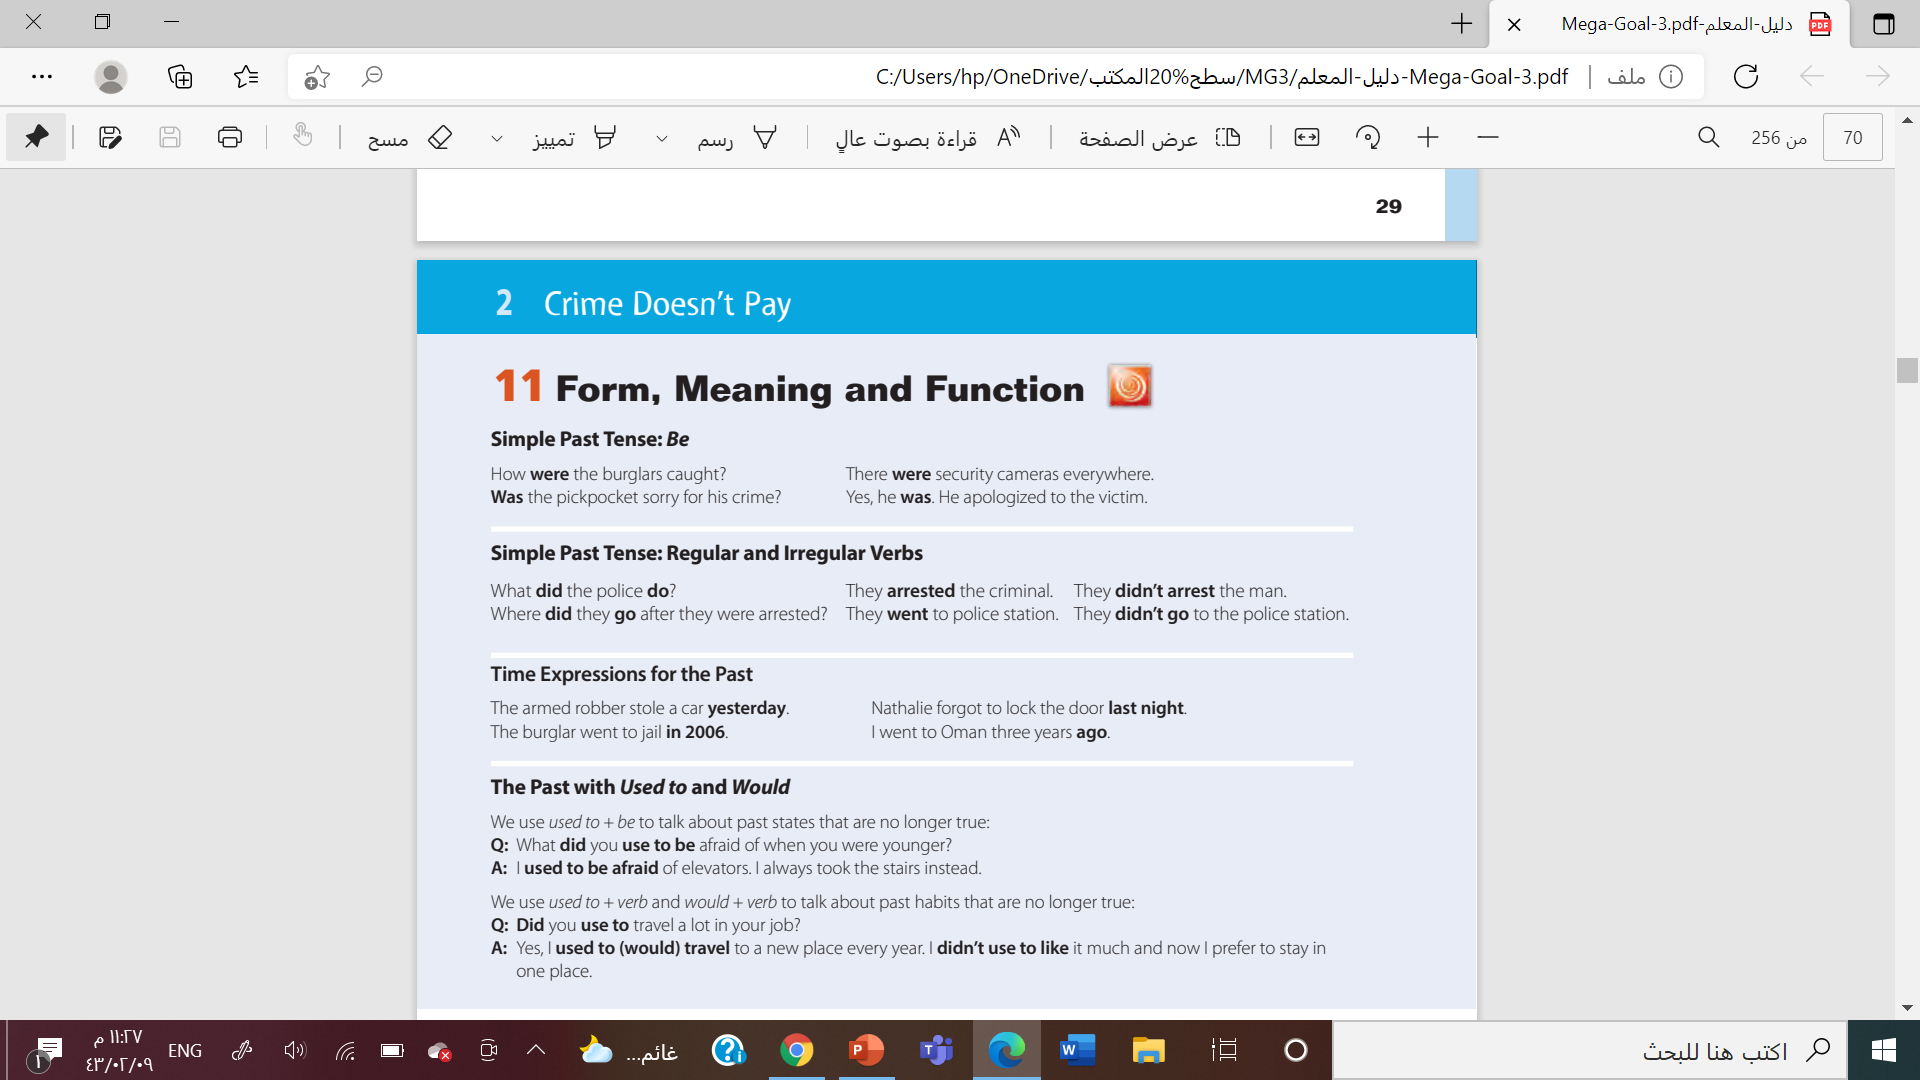 دليل-المعلم-Mega-Goal-3.pdf
ملف
C:/Users/hp/OneDrive/سطح%20المكتب/MG3/دليل-المعلم-Mega-Goal-3.pdf
70
من 256
عرض الصفحة
قراءة بصوت عالٍ
رسم
تمييز
مسح
29
2 Crime Doesn't Pay
11 Form, Meaning and Function
Simple Past Tense: Be
How were the burglars caught? There were security cameras everywhere.
Was the pickpocket sorry for his crime? Yes, he was. He apologized to the victim.
Simple Past Tense: Regular and Irregular Verbs
What did the police do? They arrested the criminal. They didn't arrest the man.
Where did they go after they were arrested? They went to police station. They didn't go to the police station.
Time Expressions for the Past
The armed robber stole a car yesterday. Nathalie forgot to lock the door last night.
The burglar went to jail in 2006. I went to Oman three years ago.
The Past with Used to and Would
We use used to + be to talk about past states that are no longer true:
Q: What did you use to be afraid of when you were younger?
A: I used to be afraid of elevators. I always took the stairs instead.
We use used to + verb and would + verb to talk about past habits that are no longer true:
Q: Did you use to travel a lot in your job?
A: Yes, I used to (would) travel to a new place every year. I didn't use to like it much and now I prefer to stay in
one place.
اكتب هنا للبحث
غائم...
ENG
١١:٢٧ م
٤٣/٠٢/٠٩
١